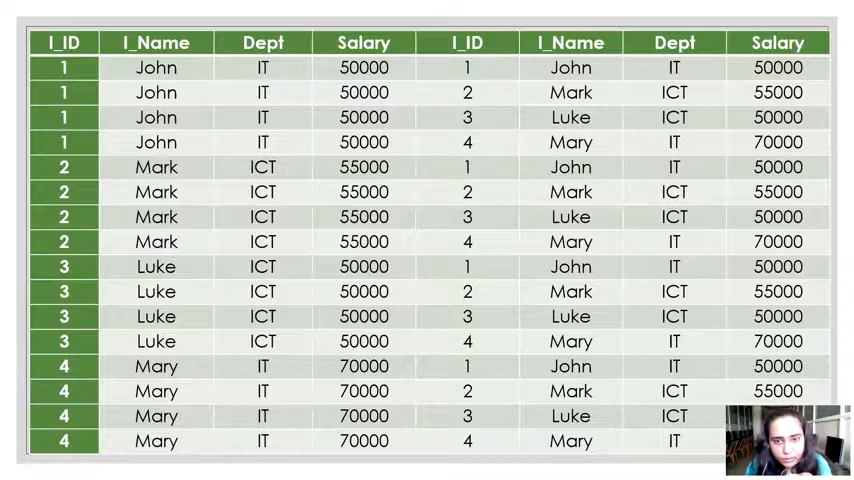 I_ID I_Name Dept Salary I_ID I_Name Dept Salary
1 John IT 50000 1 John IT 50000
1 John IT 50000 2 Mark ICT 55000
1 John IT 50000 3 Luke ICT 50000
1 John IT 50000 4 Mary IT 70000
2 Mark ICT 55000 1 John IT 50000
2 Mark ICT 55000 2 Mark ICT 55000
2 Mark ICT 55000 3 Luke ICT 50000
2 Mark ICT 55000 4 Mary IT 70000
3 Luke ICT 50000 1 John IT 50000
3 Luke ICT 50000 2 Mark ICT 55000
3 Luke ICT 50000 3 Luke ICT 50000
3 Luke ICT 50000 4 Mary IT 70000
4 Mary IT 70000 1 John IT 50000
4 Mary IT 70000 2 Mark ICT 55000
4 Mary IT 70000 3 Luke ICT
4 Mary IT 70000 4 Mary IT